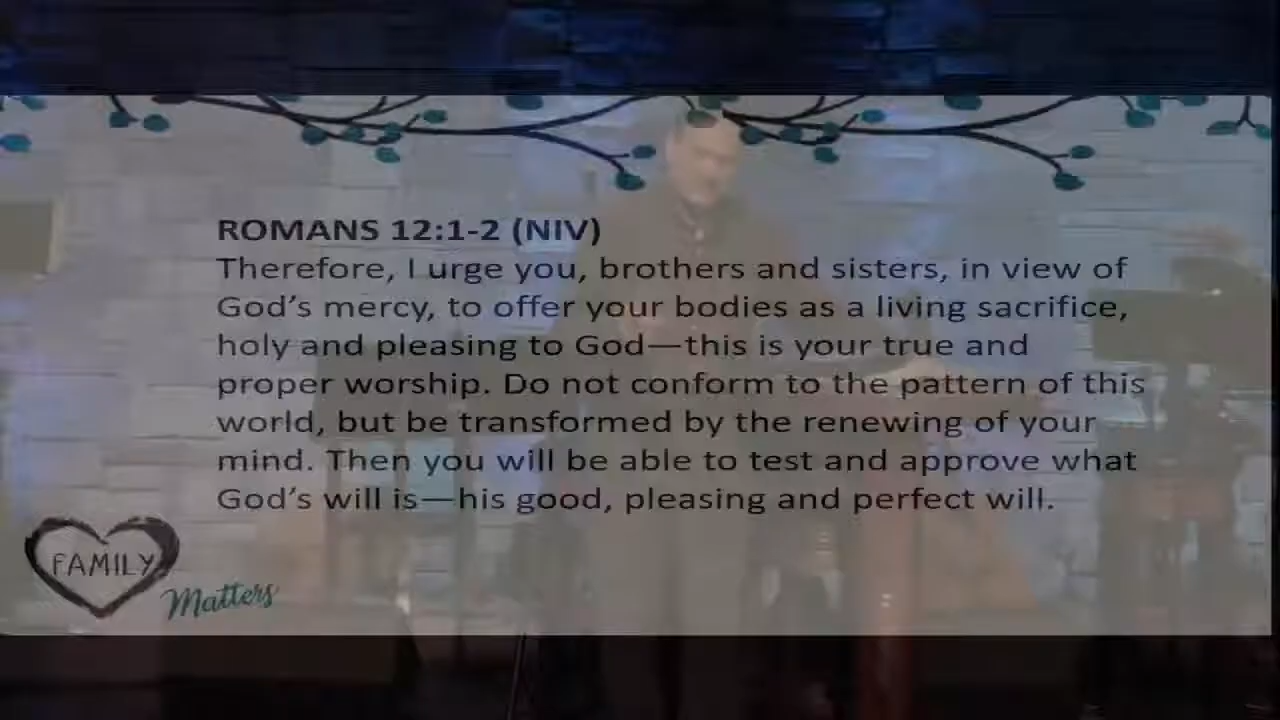 ROMANS 12:1-2 (NIV)
Therefore, I urge you, brothers and sisters, in view of
God’s mercy, to offer your bodies as a living sacrifice,
holy and pleasing to God—this is your true and
proper worship. Do not conform to the pattern of this
world, but be transformed by the renewing of your
mind. Then you will be able to test and approve what
God’s will is—his good, pleasing and perfect will.
FAMILY
Matters